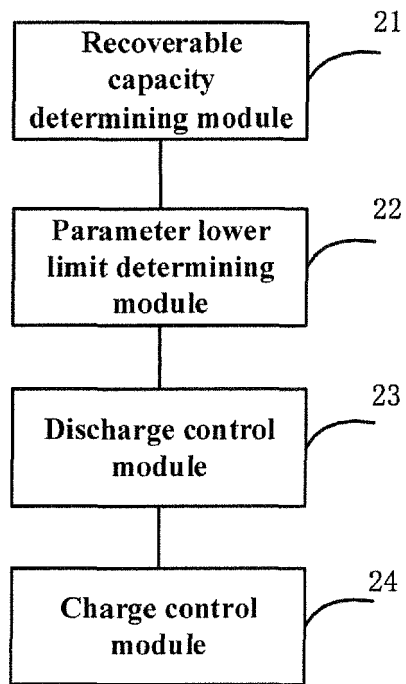 21
Recoverable
capacity
determining module
22
Parameter lower
limit determining
module
23
Discharge control
module
24
Charge control
module